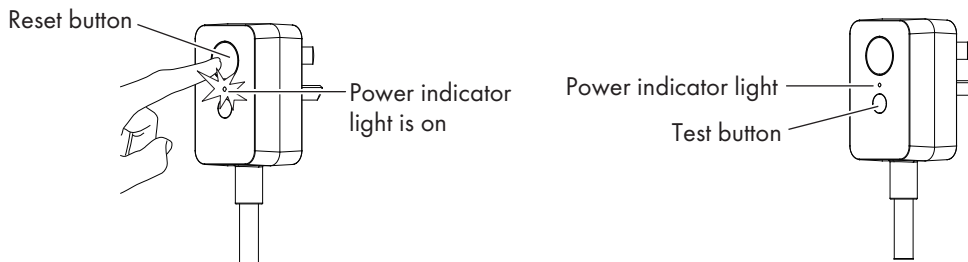 Reset button
Power indicator
light is on
Power indicator light
Test button